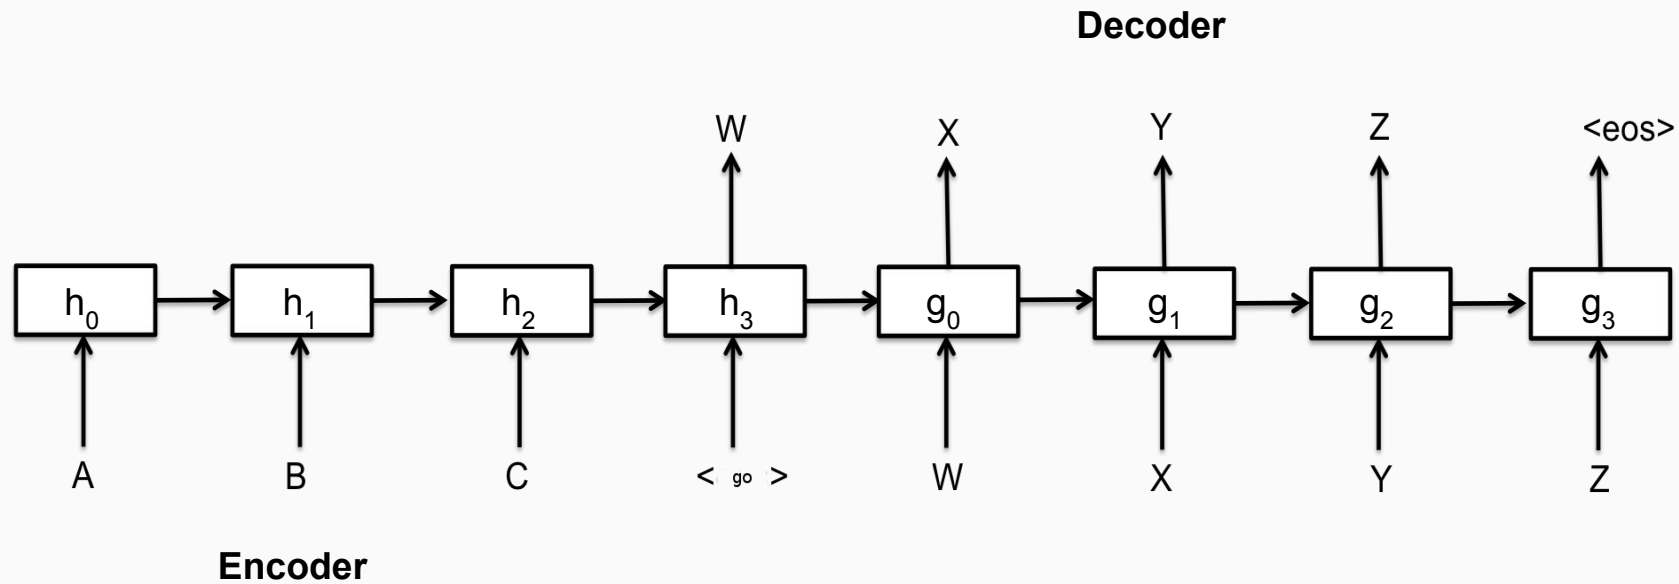 Decoder
W X Y Z <eos>
h0 h1 h2 h3 g0 g1 g2 g3
A B C < go > W X Y Z
Encoder